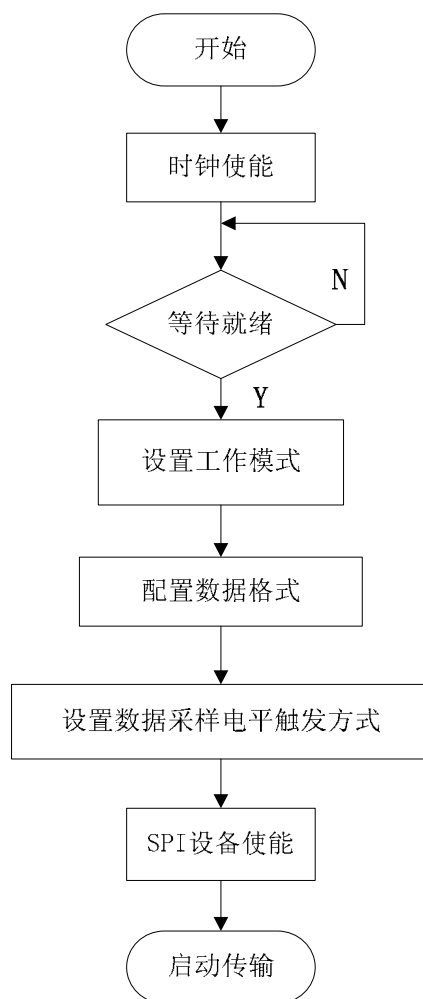 开始
时钟使能
N
等待就绪
Y
设置工作模式
配置数据格式
设置数据采样电平触发方式
SPI设备使能
启动传输